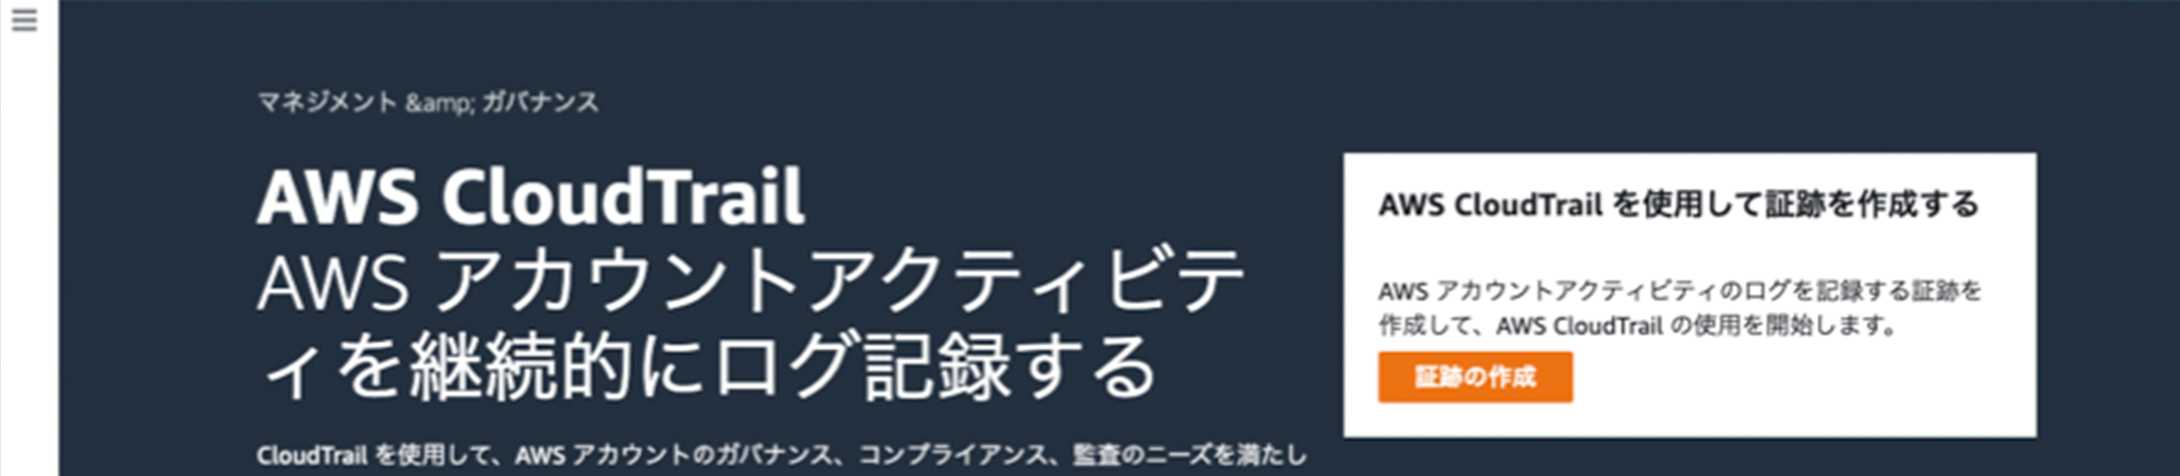 マネジメント &amp; ガバナンス
AWS CloudTrail
AWS アカウントアクティビテ
ィを継続的にログ記録する
CloudTrail を使用して、AWS アカウントのガバナンス、コンプライアンス、監査のニーズを満たし
AWS CloudTrail を使用して証跡を作成する
AWS アカウントアクティビティのログを記録する証跡を
作成して、AWS CloudTrail の使用を開始します。
証跡の作成